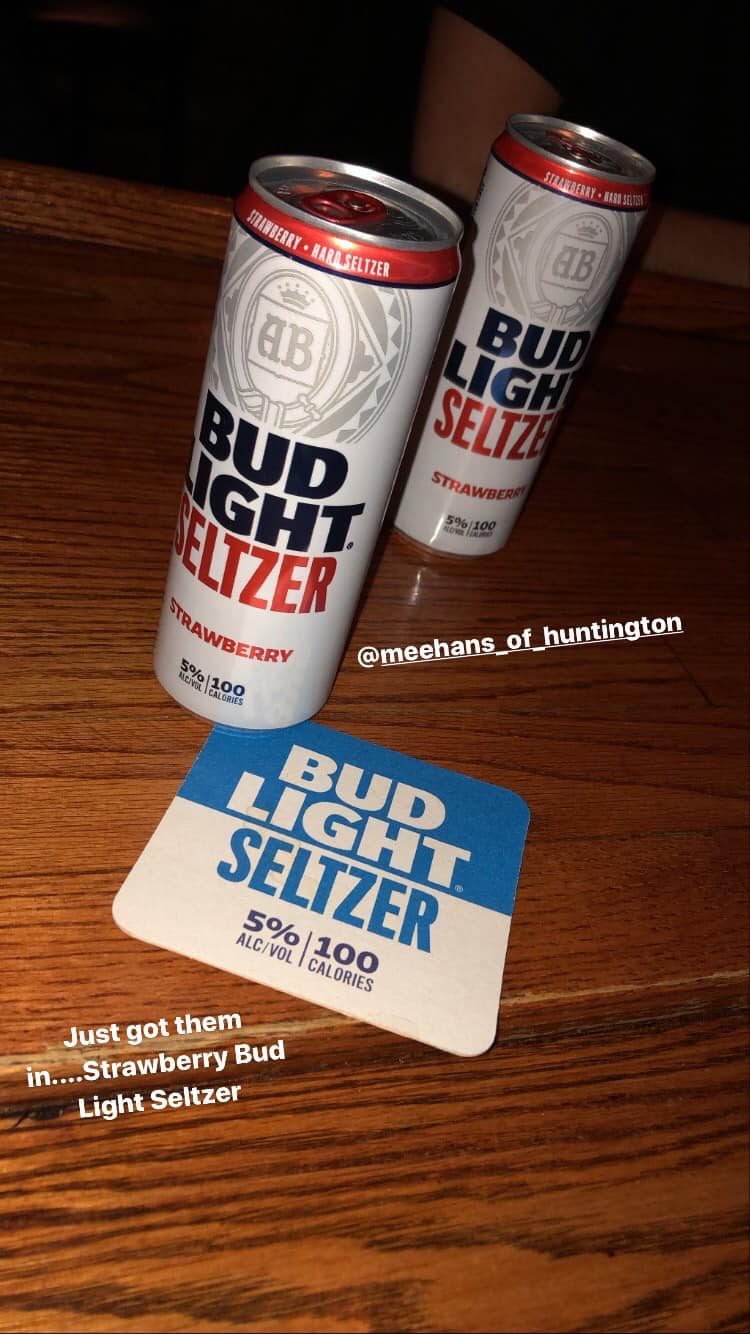 STRAWBERRY • HARD SELTZER
AB
BUD
LIGHT
SELTZER
STRAWBERRY
5% 100
ALC/VOL CALORIES
STRAWBERRY • HARD SELTZER
AB
BUD
LIGHT
SELTZER
STRAWBERRY
5% 100
ALC/VOL CALORIES
@meehans_of_huntington
BUD
LIGHT®
SELTZER
5% 100
ALC/VOL CALORIES
Just got them
in....Strawberry Bud
Light Seltzer